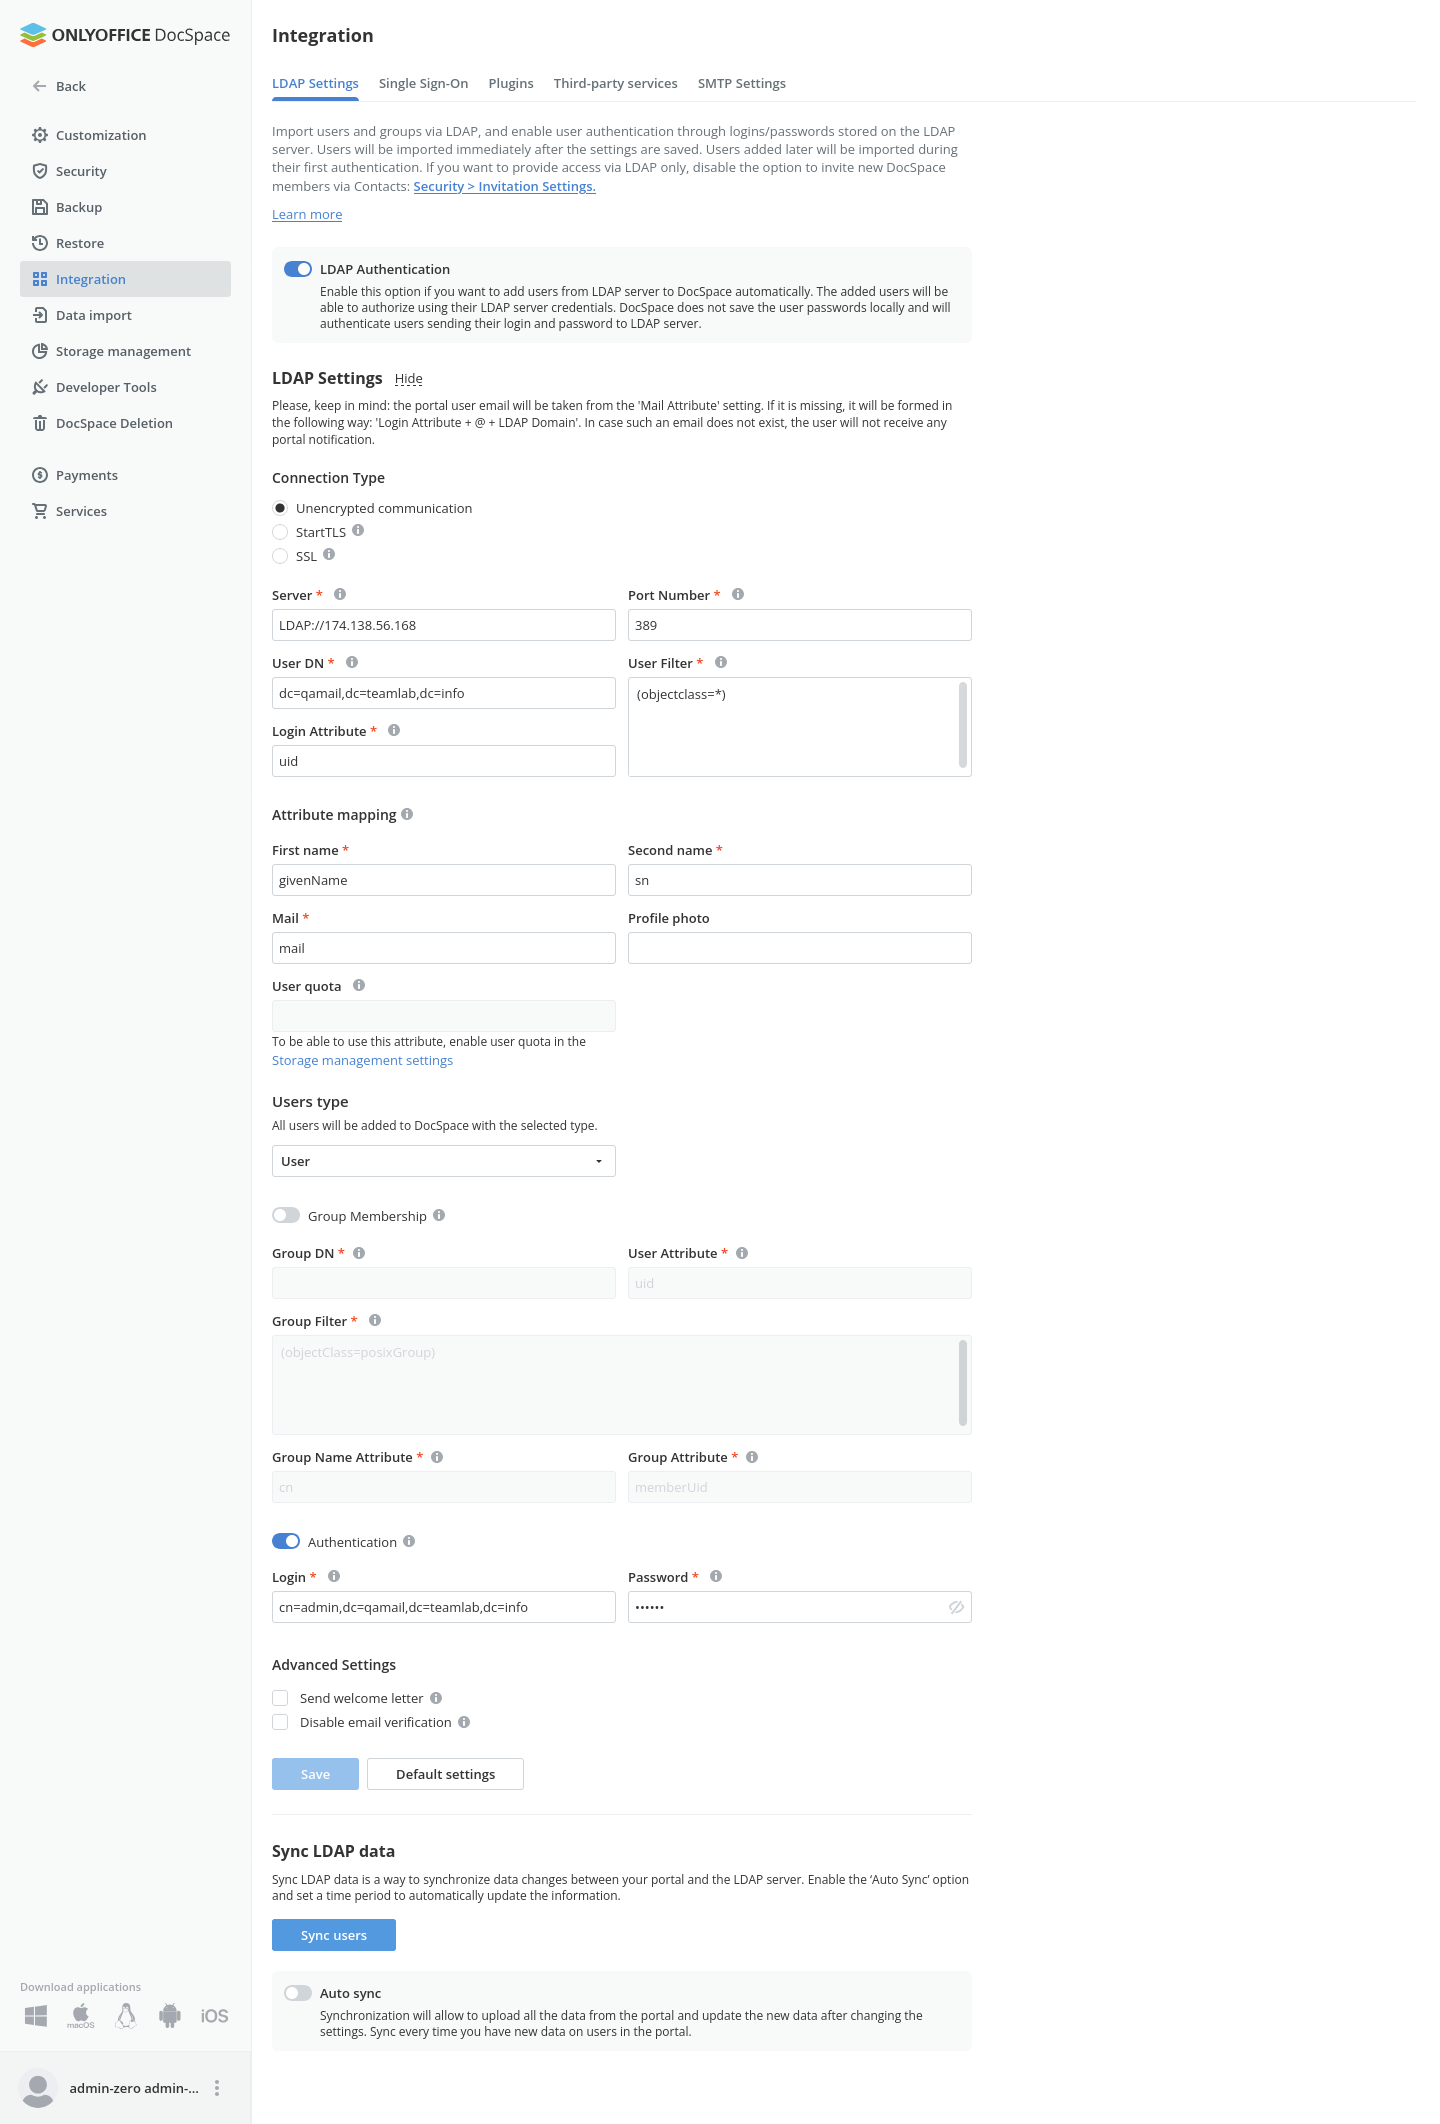 ONLYOFFICE DocSpace
Back
Customization
Security
Backup
Restore
Integration
Data import
Storage management
Developer Tools
DocSpace Deletion
Payments
Services
Download applications
macOS
iOS
admin-zero admin-...
Integration
LDAP Settings Single Sign-On Plugins Third-party services SMTP Settings
Import users and groups via LDAP, and enable user authentication through logins/passwords stored on the LDAP
server. Users will be imported immediately after the settings are saved. Users added later will be imported during
their first authentication. If you want to provide access via LDAP only, disable the option to invite new DocSpace
members via Contacts: Security > Invitation Settings.
Learn more
LDAP Authentication
Enable this option if you want to add users from LDAP server to DocSpace automatically. The added users will be
able to authorize using their LDAP server credentials. DocSpace does not save the user passwords locally and will
authenticate users sending their login and password to LDAP server.
LDAP Settings Hide
Please, keep in mind: the portal user email will be taken from the 'Mail Attribute' setting. If it is missing, it will be formed in
the following way: 'Login Attribute + @ + LDAP Domain'. In case such an email does not exist, the user will not receive any
portal notification.
Connection Type
Unencrypted communication
StartTLS
SSL
Server * Port Number *
LDAP://174.138.56.168 389
User DN * User Filter *
dc=qamail,dc=teamlab,dc=info (objectclass=*)
Login Attribute *
uid
Attribute mapping
First name * Second name *
givenName sn
Mail * Profile photo
mail
User quota
To be able to use this attribute, enable user quota in the
Storage management settings
Users type
All users will be added to DocSpace with the selected type.
User
Group Membership
Group DN * User Attribute *
uid
Group Filter *
(objectClass=posixGroup)
Group Name Attribute * Group Attribute *
cn memberUid
Authentication
Login * Password *
cn=admin,dc=qamail,dc=teamlab,dc=info ••••••
Advanced Settings
Send welcome letter
Disable email verification
Save Default settings
Sync LDAP data
Sync LDAP data is a way to synchronize data changes between your portal and the LDAP server. Enable the ‘Auto Sync’ option
and set a time period to automatically update the information.
Sync users
Auto sync
Synchronization will allow to upload all the data from the portal and update the new data after changing the
settings. Sync every time you have new data on users in the portal.